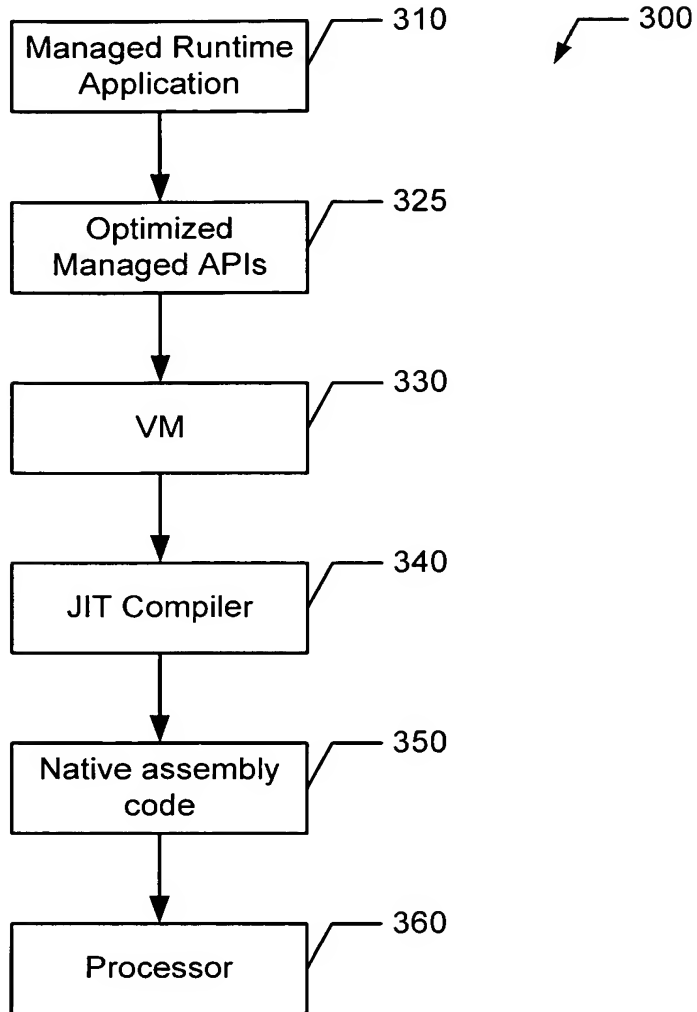 310
300
Managed Runtime
Application
325
Optimized
Managed APIs
330
VM
340
JIT Compiler
350
Native assembly
code
360
Processor